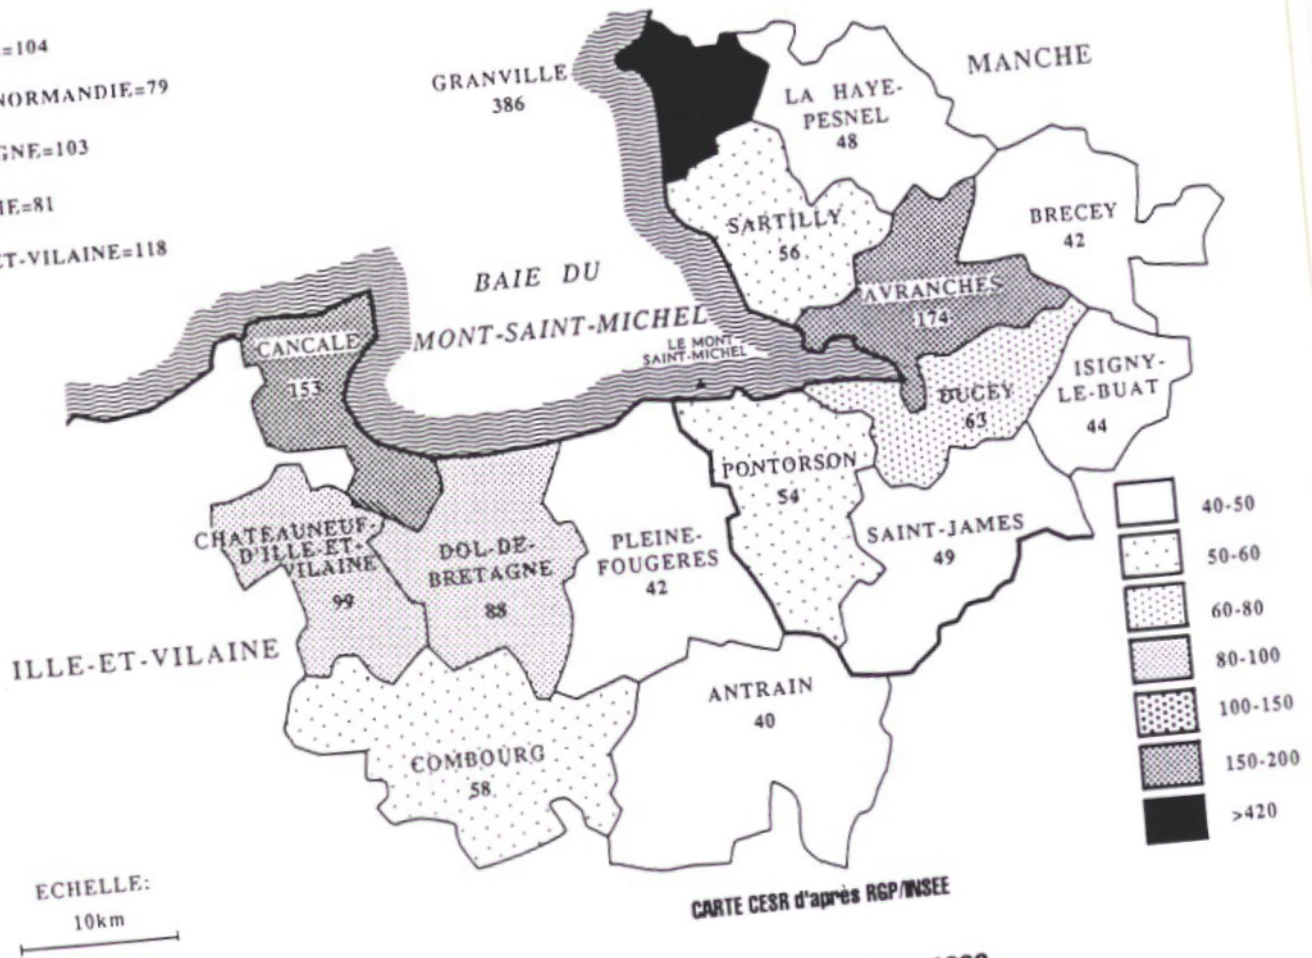 =104
NORMANDIE=79
GNE=103
IE=81
ET-VILAINE=118
GRANVILLE
386
MANCHE
LA HAYE-
PESNEL
48
SARTILLY
56
BRECEY
42
BAIE DU
MONT-SAINT-MICHEL
LE MONT
SAINT-MICHEL
AVRANCHES
174
CANCALE
153
DUCEY
63
ISIGNY-
LE-BUAT
44
PONTORSON
54
SAINT-JAMES
49
CHATEAUNEUF-
D'ILLE-ET-
VILAINE
99
DOL-DE-
BRETAGNE
88
PLEINE-
FOUGERES
42
ILLE-ET-VILAINE
ANTRAIN
40
COMBOURG
58
40-50
50-60
60-80
80-100
100-150
150-200
>420
ECHELLE:
10km
CARTE CESR d'après RGP/INSEE